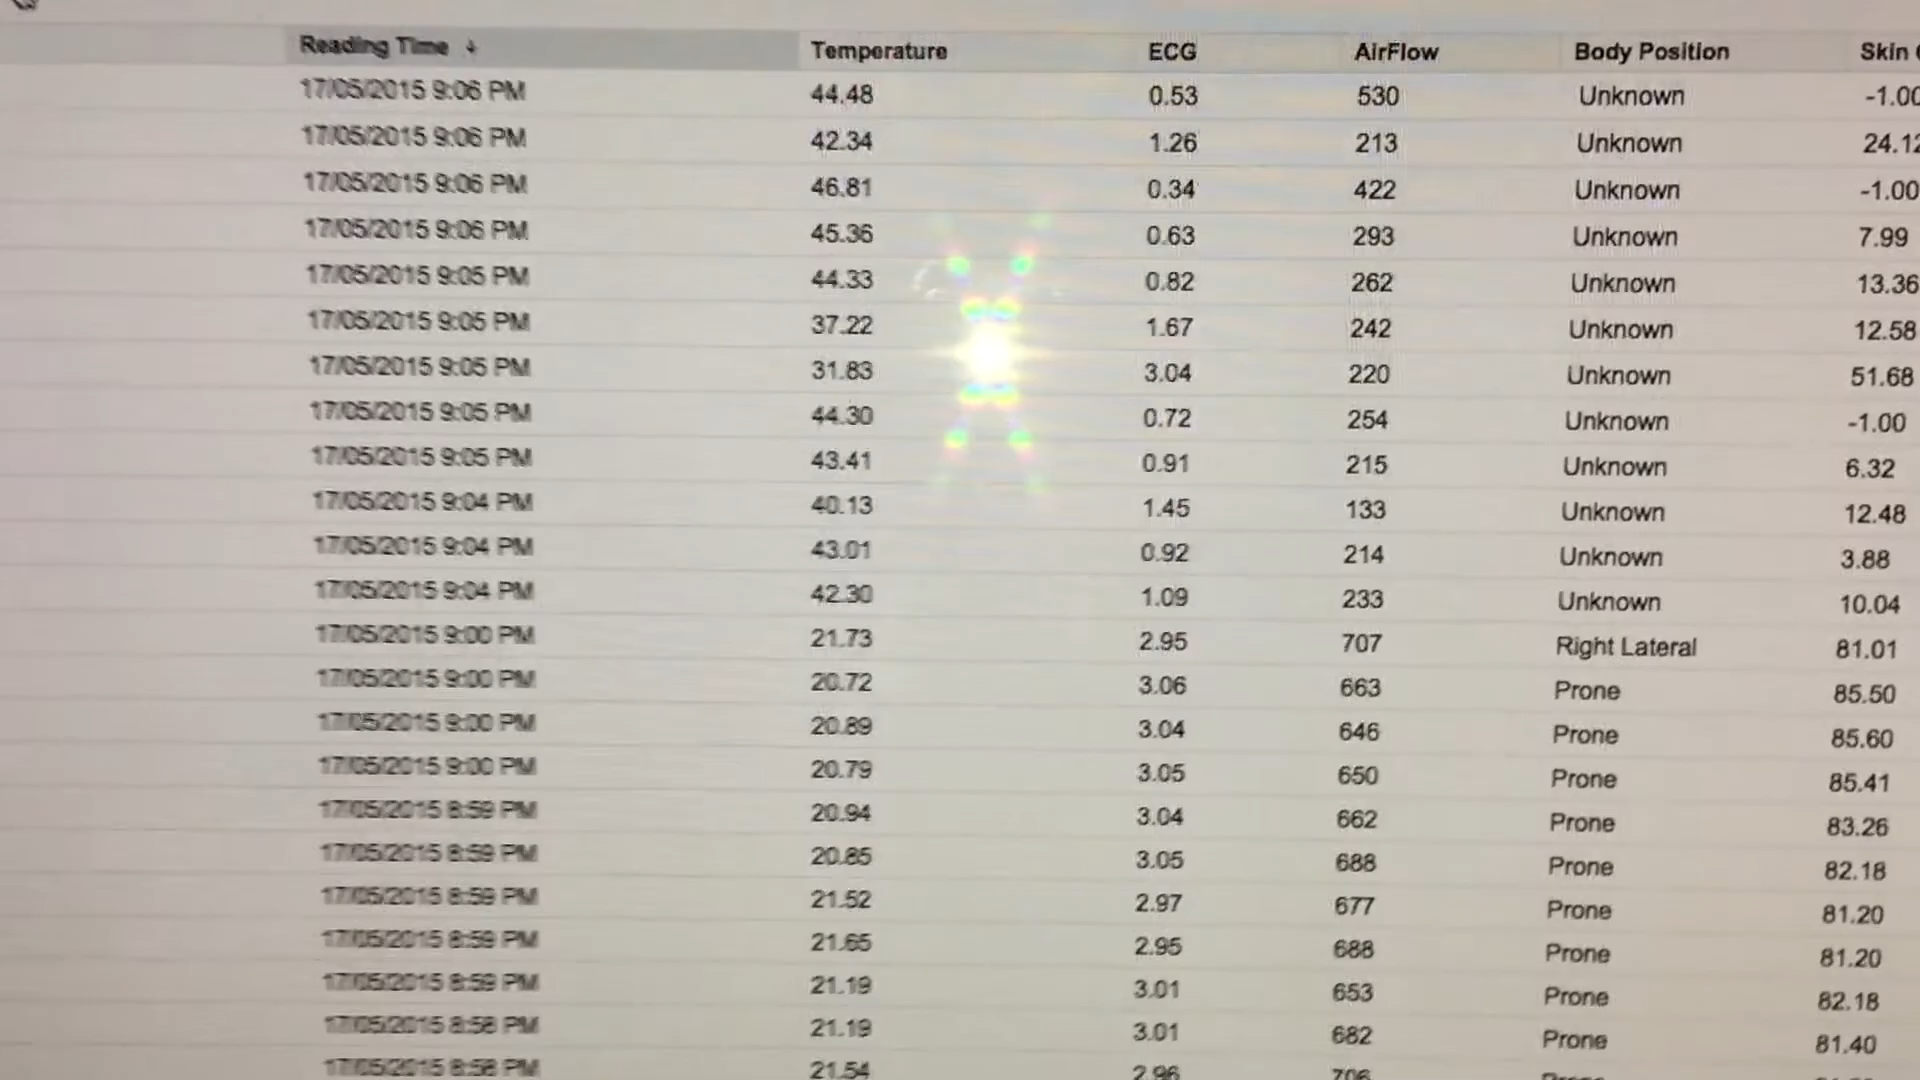 Reading Time ↓ Temperature ECG AirFlow Body Position Skin
17/05/2015 9:06 PM 44.48 0.53 530 Unknown -1.00
17/05/2015 9:06 PM 42.34 1.26 213 Unknown 24.12
17/05/2015 9:06 PM 46.81 0.34 422 Unknown -1.00
17/05/2015 9:06 PM 45.36 0.63 293 Unknown 7.99
17/05/2015 9:05 PM 44.33 0.82 262 Unknown 13.36
17/05/2015 9:05 PM 37.22 1.67 242 Unknown 12.58
17/05/2015 9:05 PM 31.83 3.04 220 Unknown 51.68
17/05/2015 9:05 PM 44.30 0.72 254 Unknown -1.00
17/05/2015 9:05 PM 43.41 0.91 215 Unknown 6.32
17/05/2015 9:04 PM 40.13 1.45 133 Unknown 12.48
17/05/2015 9:04 PM 43.01 0.92 214 Unknown 3.88
17/05/2015 9:04 PM 42.30 1.09 233 Unknown 10.04
17/05/2015 9:00 PM 21.73 2.95 707 Right Lateral 81.01
17/05/2015 9:00 PM 20.72 3.06 663 Prone 85.50
17/05/2015 9:00 PM 20.89 3.04 646 Prone 85.60
17/05/2015 9:00 PM 20.79 3.05 650 Prone 85.41
17/05/2015 8:59 PM 20.94 3.04 662 Prone 83.26
17/05/2015 8:59 PM 20.85 3.05 688 Prone 82.18
17/05/2015 8:59 PM 21.52 2.97 677 Prone 81.20
17/05/2015 8:59 PM 21.65 2.95 688 Prone 81.20
17/05/2015 8:59 PM 21.19 3.01 653 Prone 82.18
17/05/2015 8:58 PM 21.19 3.01 682 Prone 81.40
17/05/2015 8:58 PM 21.54 2.96 706 Prone